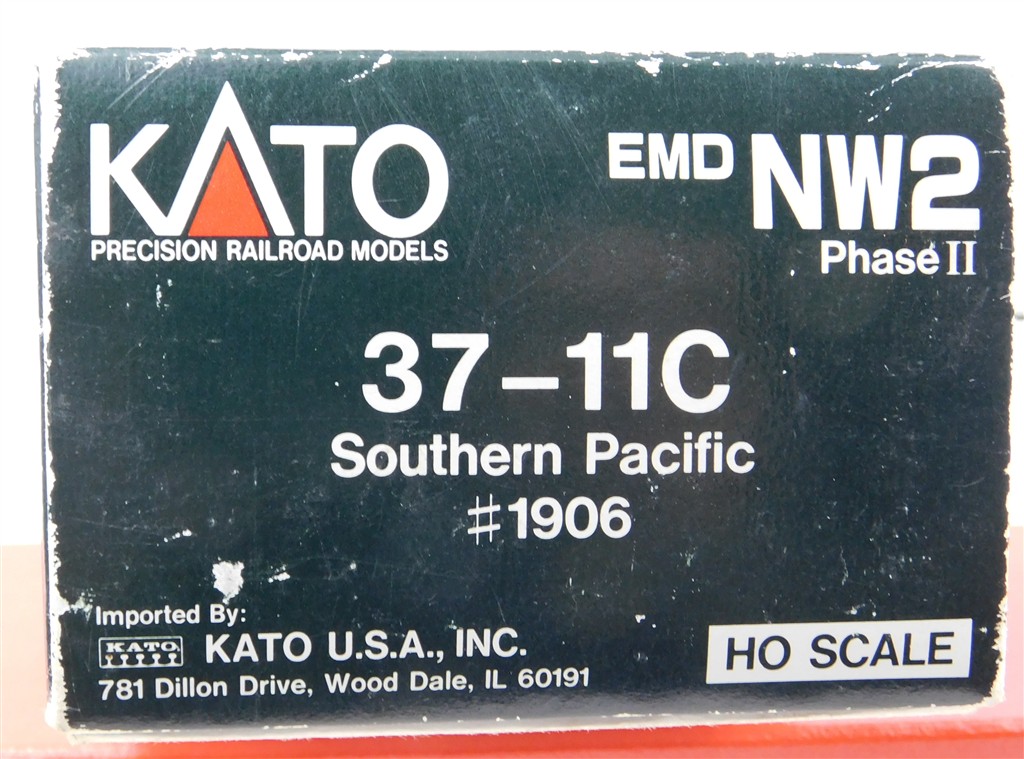 KATO
PRECISION RAILROAD MODELS
EMD NW2
Phase II
37-11C
Southern Pacific
#1906
Imported By:
KATO KATO U.S.A., INC.
781 Dillon Drive, Wood Dale, IL 60191
HO SCALE